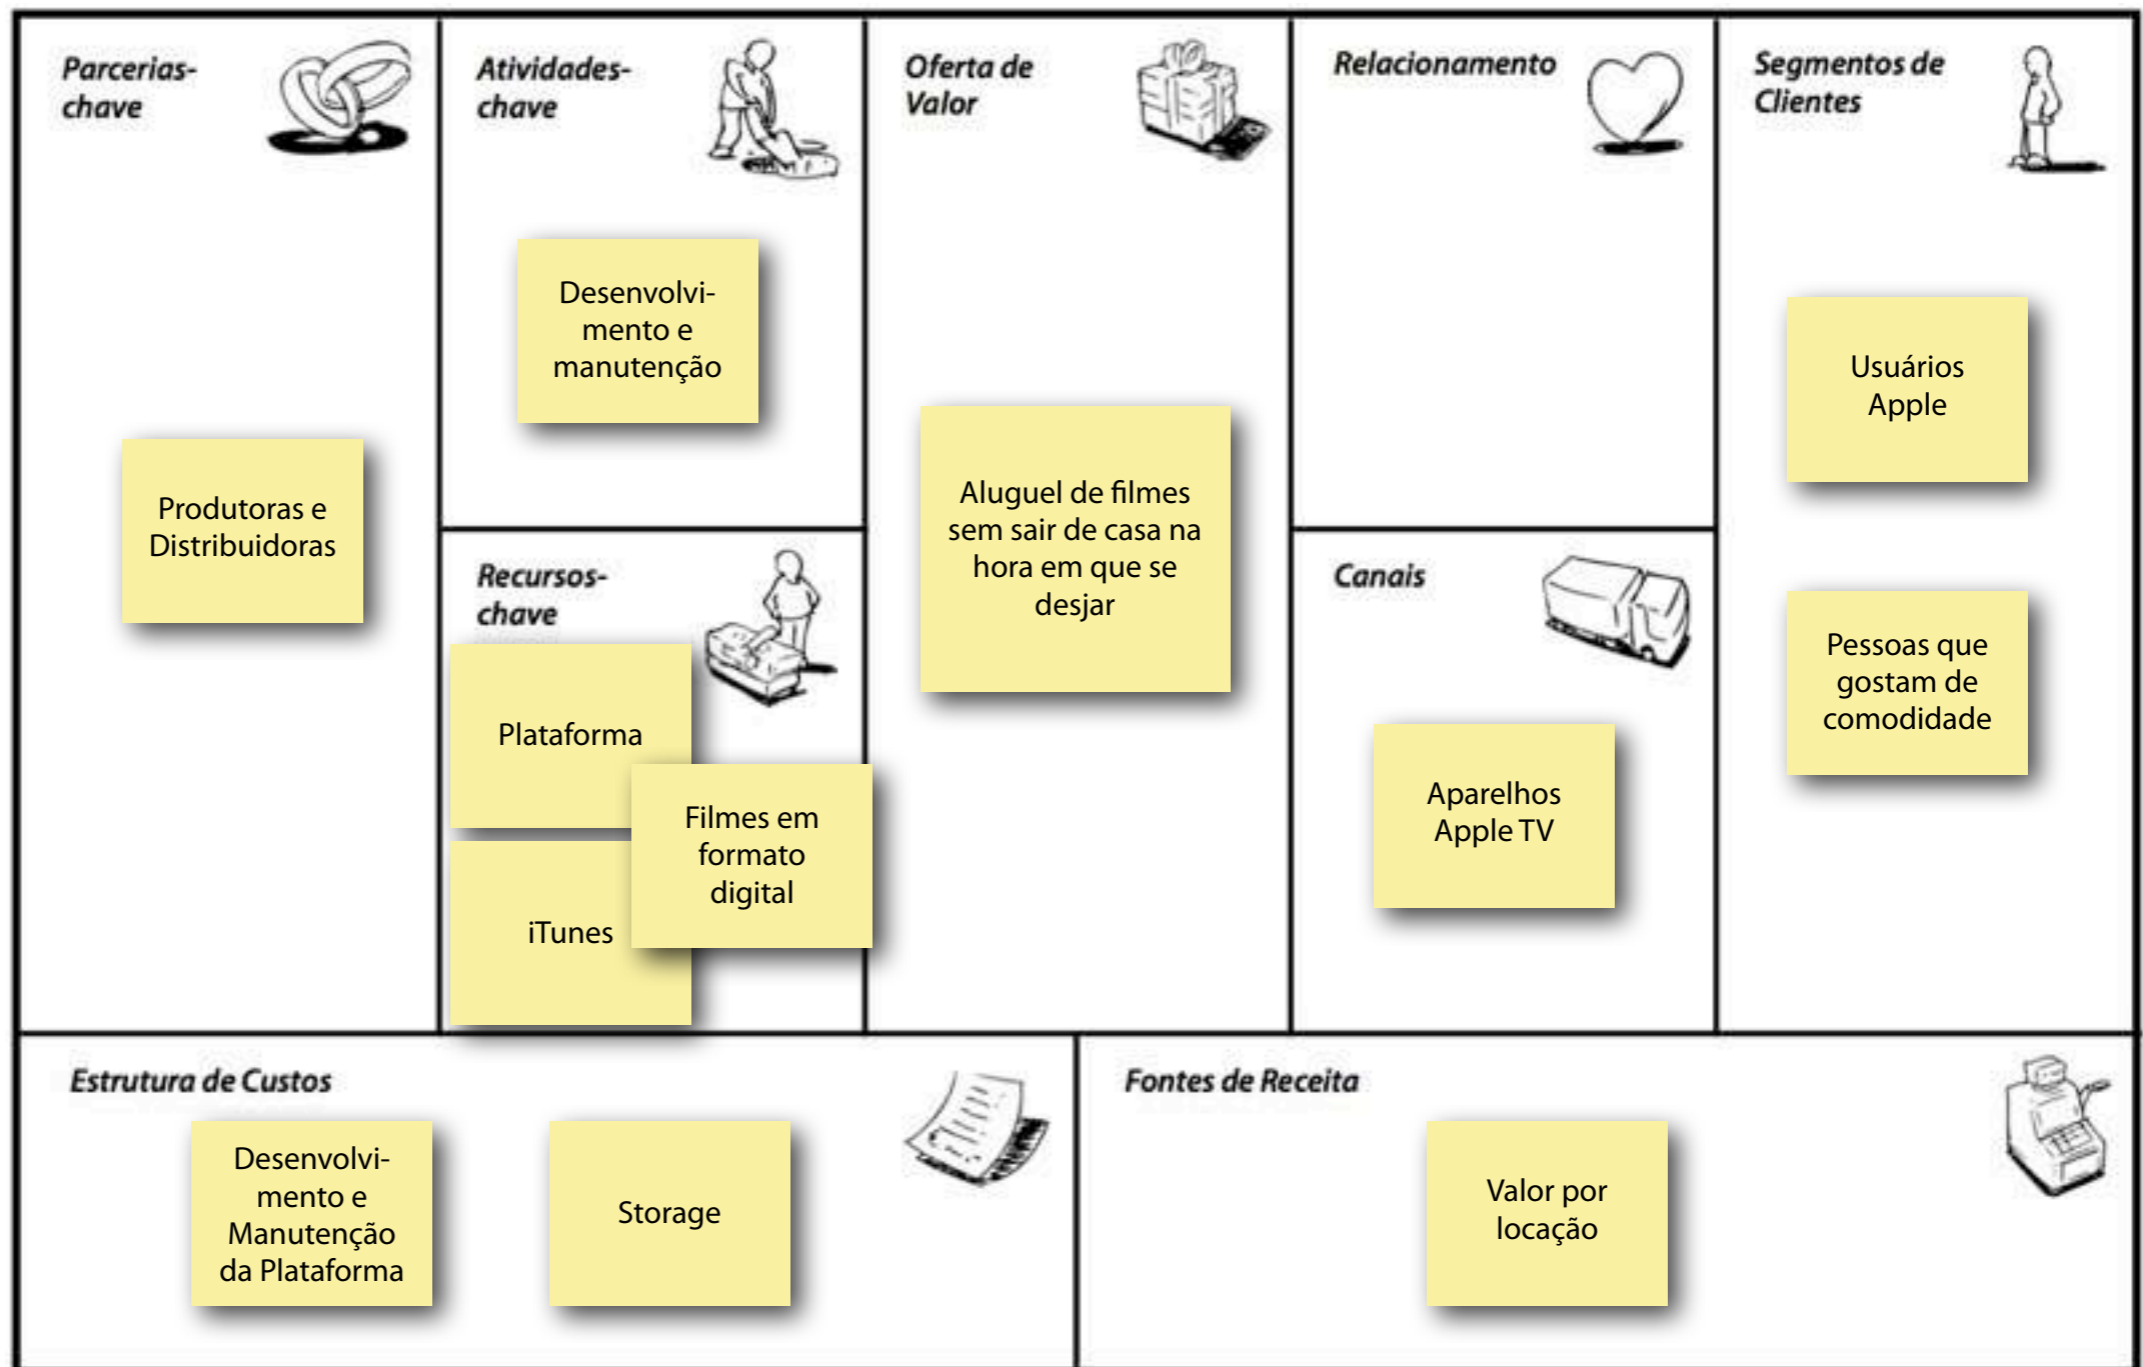 Parcerias-
chave
Produtoras e
Distribuidoras
Atividades-
chave
Desenvolvi-
mento e
manutenção
Recursos-
chave
Plataforma
Filmes em
formato
digital
iTunes
Oferta de
Valor
Aluguel de filmes
sem sair de casa na
hora em que se
desjar
Relacionamento
Canais
Aparelhos
Apple TV
Segmentos de
Clientes
Usuários
Apple
Pessoas que
gostam de
comodidade
Estrutura de Custos
Desenvolvi-
mento e
Manutenção
da Plataforma
Storage
Fontes de Receita
Valor por
locação